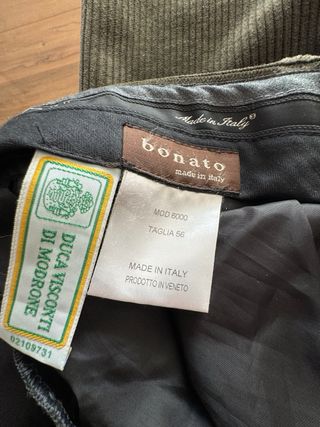 Made in Italy®
bonato
made in italy
MOD.6000
TAGLIA 56
MADE IN ITALY
PRODOTTO IN VENETO
DUCA VISCONTI
DI MODRONE
02109731